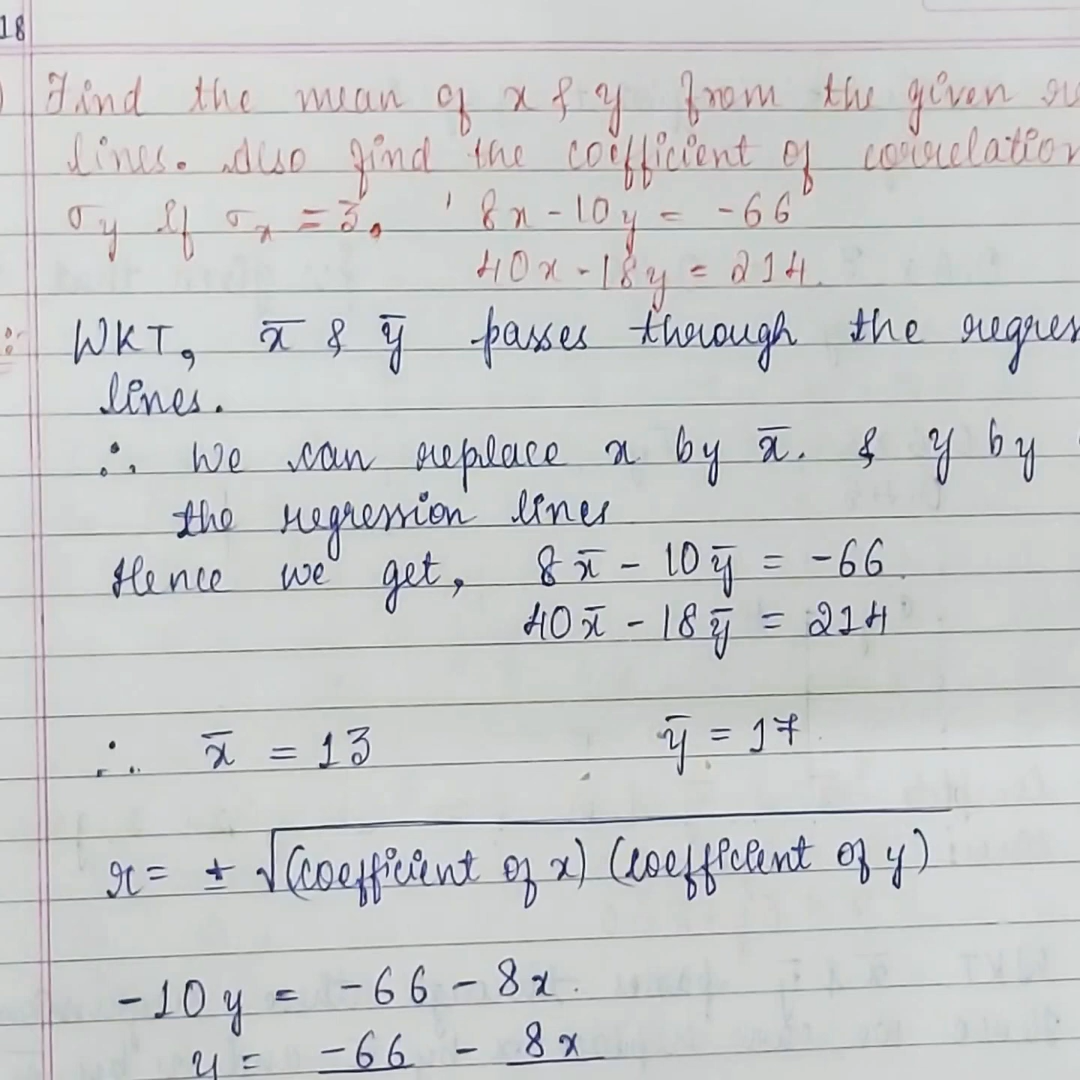 18
Find the mean of x & y from the given
lines. Also find the coefficient of correlation
σy if σx = 3. 8x - 10y = -66
40x - 18y = 214.
WKT, x̄ & ȳ passes through the
lines.
∴ We can replace x by x̄. & y by
the regression lines
Hence we get, 8x̄ - 10ȳ = -66.
40x̄ - 18ȳ = 214
∴ x̄ = 13 ȳ = 17.
r = ± √(coefficient of x) (coefficient of y)
-10y = -66 - 8x.
y = -66 - 8x